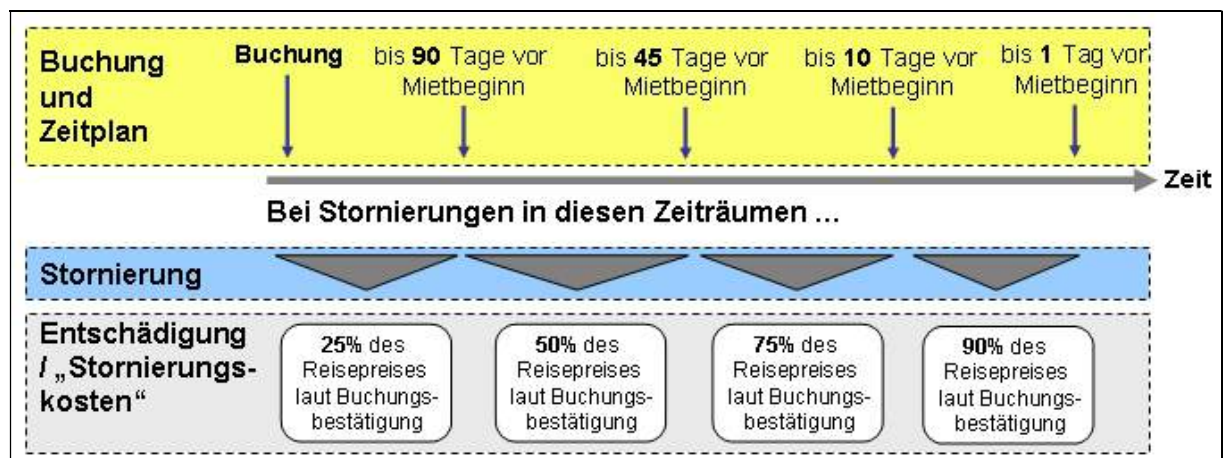 Buchung
und
Zeitplan
Buchung
bis 90 Tage vor
Mietbeginn
bis 45 Tage vor
Mietbeginn
bis 10 Tage vor
Mietbeginn
bis 1 Tag vor
Mietbeginn
Zeit
Bei Stornierungen in diesen Zeiträumen ...
Stornierung
Entschädigung
/ „Stornierungs-
kosten“
25% des
Reisepreises
laut Buchungs-
bestätigung
50% des
Reisepreises
laut Buchungs-
bestätigung
75% des
Reisepreises
laut Buchungs-
bestätigung
90% des
Reisepreises
laut Buchungs-
bestätigung